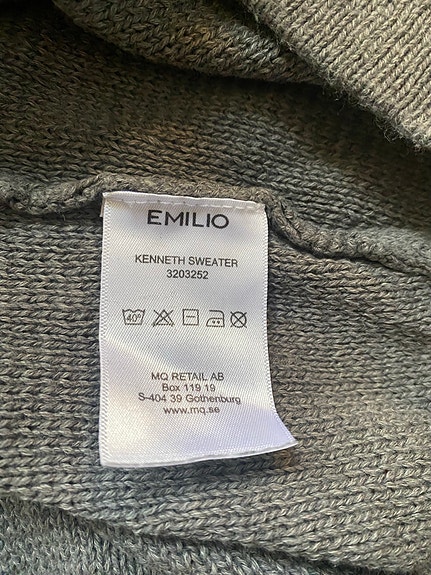 EMILIO
KENNETH SWEATER
3203252
40°
MQ RETAIL AB
Box 119 19
S-404 39 Gothenburg
www.mq.se